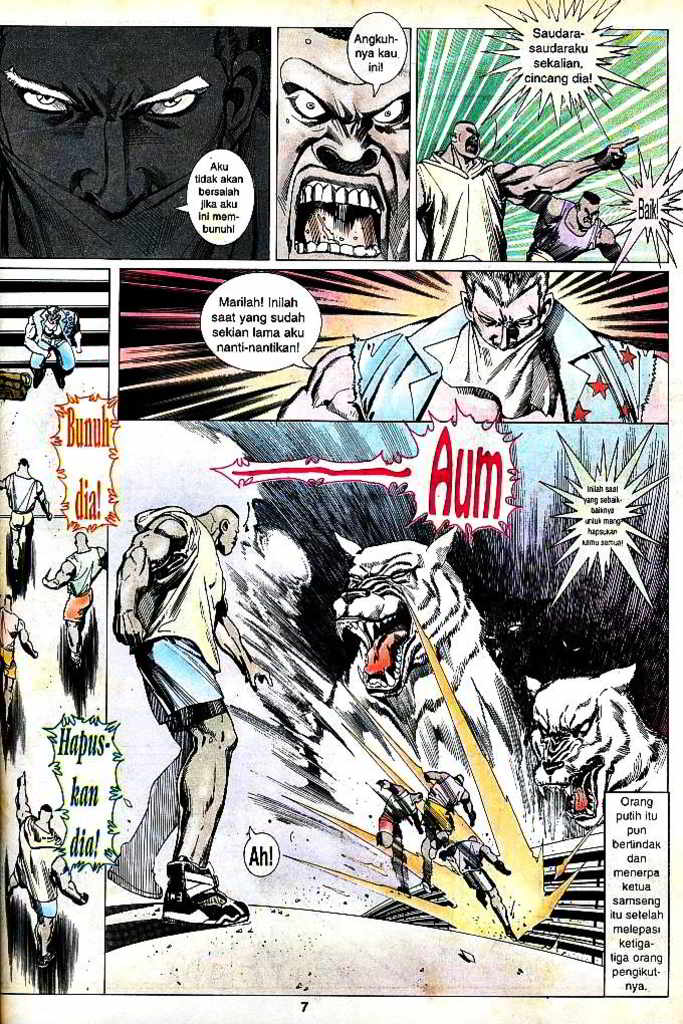 Aku
tidak akan
bersalah
jika aku
ini mem-
bunuh!
Angkuh-
nya kau
ini!
Saudara-
saudaraku
sekalian,
cincang dia!
Baik!
Marilah! Inilah
saat yang sudah
sekian lama aku
nanti-nantikan!
Bunuh
dia!
Hapus-
kan
dia!
Aum
Inilah saat
yang sebaik-
baiknya
untuk meng-
hapuskan
kamu semua!
Ah!
Orang
putih itu
pun
bertindak
dan
menerpa
ketua
samseng
itu setelah
melepasi
ketiga-
tiga orang
pengikut-
nya.
7